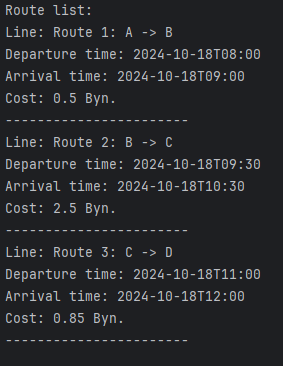 Route list:
Line: Route 1: A -> B
Departure time: 2024-10-18T08:00
Arrival time: 2024-10-18T09:00
Cost: 0.5 Byn.
-----------------------
Line: Route 2: B -> C
Departure time: 2024-10-18T09:30
Arrival time: 2024-10-18T10:30
Cost: 2.5 Byn.
-----------------------
Line: Route 3: C -> D
Departure time: 2024-10-18T11:00
Arrival time: 2024-10-18T12:00
Cost: 0.85 Byn.
-----------------------